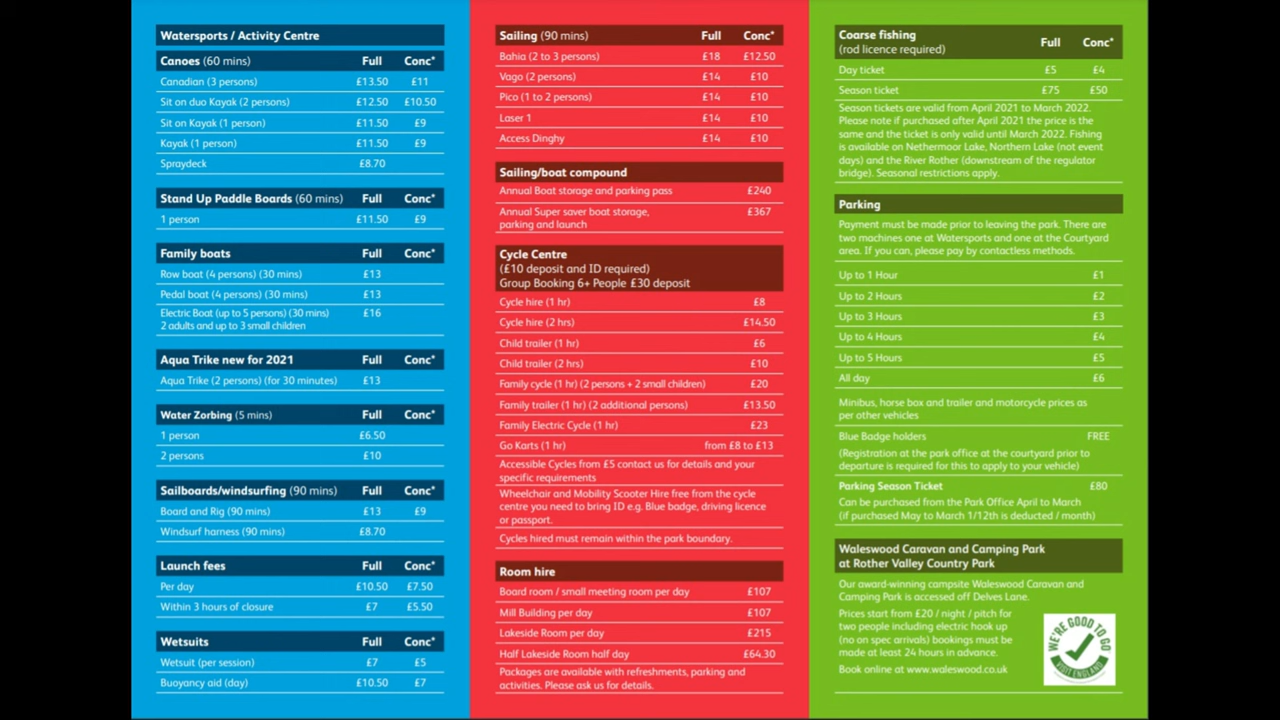 Watersports / Activity Centre
Canoes (60 mins) Full Conc*
Canadian (3 persons) £13.50 £11
Sit on duo Kayak (2 persons) £12.50 £10.50
Sit on Kayak (1 person) £11.50 £9
Kayak (1 person) £11.50 £9
Spraydeck £8.70
Stand Up Paddle Boards (60 mins) Full Conc*
1 person £11.50 £9
Family boats Full Conc*
Row boat (4 persons) (30 mins) £13
Pedal boat (4 persons) (30 mins) £13
Electric Boat (up to 5 persons) (30 mins) £16
2 adults and up to 3 small children
Aqua Trike new for 2021 Full Conc*
Aqua Trike (2 persons) (for 30 minutes) £13
Water Zorbing (5 mins) Full Conc*
1 person £6.50
2 persons £10
Sailboards/windsurfing (90 mins) Full Conc*
Board and Rig (90 mins) £13 £9
Windsurf harness (90 mins) £8.70
Launch fees Full Conc*
Per day £10.50 £7.50
Within 3 hours of closure £7 £5.50
Wetsuits Full Conc*
Wetsuit (per session) £7 £5
Buoyancy aid (day) £10.50 £7
Sailing (90 mins) Full Conc*
Bahia (2 to 3 persons) £18 £12.50
Vago (2 persons) £14 £10
Pico (1 to 2 persons) £14 £10
Laser 1 £14 £10
Access Dinghy £14 £10
Sailing/boat compound
Annual Boat storage and parking pass £240
Annual Super saver boat storage, £367
parking and launch
Cycle Centre
(£10 deposit and ID required)
Group Booking 6+ People £30 deposit
Cycle hire (1 hr) £8
Cycle hire (2 hrs) £14.50
Child trailer (1 hr) £6
Child trailer (2 hrs) £10
Family cycle (1 hr) (2 persons + 2 small children) £20
Family trailer (1 hr) (2 additional persons) £13.50
Family Electric Cycle (1 hr) £23
Go Karts (1 hr) from £8 to £13
Accessible Cycles from £5 contact us for details and your
specific requirements
Wheelchair and Mobility Scooter Hire free from the cycle
centre you need to bring ID e.g. Blue badge, driving licence
or passport.
Cycles hired must remain within the park boundary.
Room hire
Board room / small meeting room per day £107
Mill Building per day £107
Lakeside Room per day £215
Half Lakeside Room half day £64.30
Packages are available with refreshments, parking and
activities. Please ask us for details.
Coarse fishing
(rod licence required) Full Conc*
Day ticket £5 £4
Season ticket £75 £50
Season tickets are valid from April 2021 to March 2022.
Please note if purchased after April 2021 the price is the
same and the ticket is only valid until March 2022. Fishing
is available on Nethermoor Lake, Northern Lake (not event
days) and the River Rother (downstream of the regulator
bridge). Seasonal restrictions apply.
Parking
Payment must be made prior to leaving the park. There are
two machines one at Watersports and one at the Courtyard
area. If you can, please pay by contactless methods.
Up to 1 Hour £1
Up to 2 Hours £2
Up to 3 Hours £3
Up to 4 Hours £4
Up to 5 Hours £5
All day £6
Minibus, horse box and trailer and motorcycle prices as
per other vehicles
Blue Badge holders FREE
(Registration at the park office at the courtyard prior to
departure is required for this to apply to your vehicle)
Parking Season Ticket £80
Can be purchased from the Park Office April to March
(if purchased May to March 1/12th is deducted / month)
Waleswood Caravan and Camping Park
at Rother Valley Country Park
Our award-winning campsite Waleswood Caravan and
Camping Park is accessed off Delves Lane.
Prices start from £20 / night / pitch for
two people including electric hook up
(no on spec arrivals) bookings must be
made at least 24 hours in advance.
Book online at www.waleswood.co.uk
WE'RE GOOD TO GO
VISIT ENGLAND